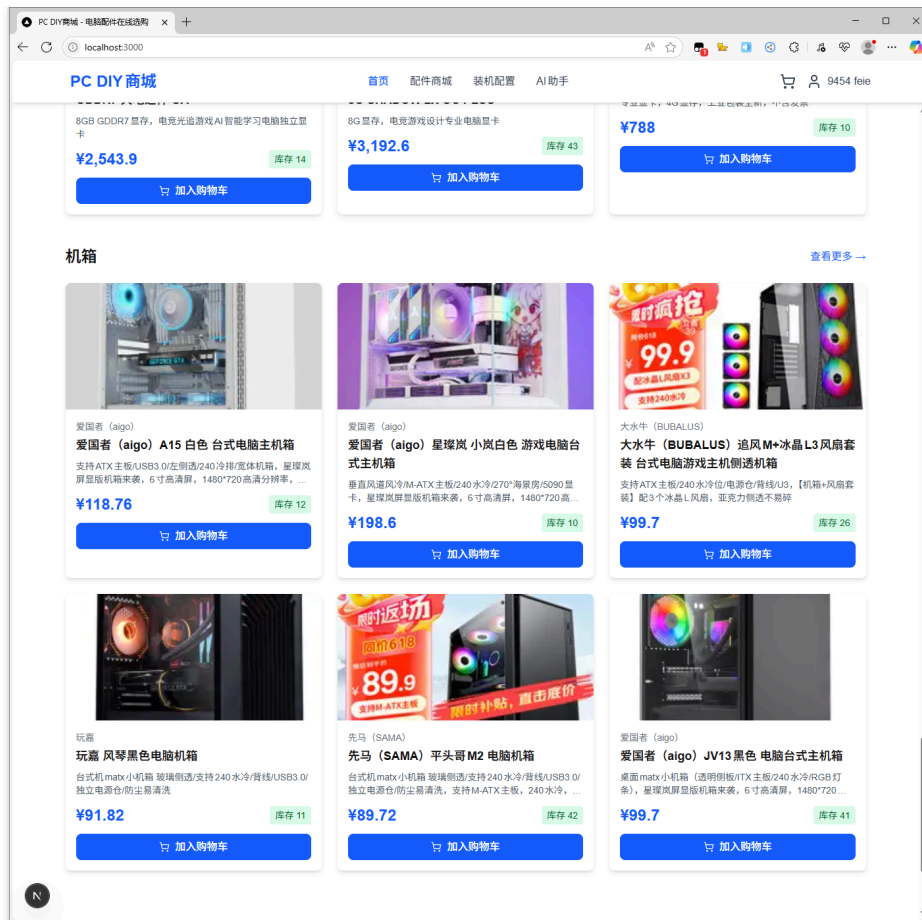 PC DIY商城 - 电脑配件在线选购
localhost:3000
PC DIY 商城
首页 配件商城 装机配置 AI助手
9454 feie
8GB GDDR7显存，电竞光追游戏AI智能学习电脑独立显卡
¥2,543.9 库存 14
加入购物车
8G显存，电竞游戏设计专业电脑显卡
¥3,192.6 库存 43
加入购物车
¥788 库存 10
加入购物车
机箱 查看更多 →
GEFORCE GTX
爱国者（aigo）
爱国者（aigo）A15 白色 台式电脑主机箱
支持ATX主板/USB3.0/左侧透/240冷排/宽体机箱，星璨岚
屏显版机箱来袭，6寸高清屏，1480*720高清分辨率，...
¥118.76 库存 12
加入购物车
爱国者（aigo）
爱国者（aigo）星璨岚 小岚白色 游戏电脑台
式主机箱
垂直风道风冷/M-ATX主板/240水冷/270°海景房/5090显
卡，星璨岚屏显版机箱来袭，6寸高清屏，1480*720高...
¥198.6 库存 10
加入购物车
限时疯抢
¥99.9
配冰晶L风扇X3
支持240水冷
大水牛（BUBALUS）
大水牛（BUBALUS）追风M+冰晶L3风扇套
装 台式电脑游戏主机侧透机箱
支持ATX主板/240水冷位/电源仓/背线/U3，【机箱+风扇套
装】配3个冰晶L风扇，亚克力侧透不易碎
¥99.7 库存 26
加入购物车
玩嘉
玩嘉 风琴黑色电脑机箱
台式机matx小机箱 玻璃侧透/支持240水冷/背线/USB3.0/
独立电源仓/防尘易清洗
¥91.82 库存 11
加入购物车
限时返场
同价618
¥89.9
支持M-ATX主板
限时补贴，直击底价
先马（SAMA）
先马（SAMA）平头哥M2 电脑机箱
台式机matx小机箱 玻璃侧透/支持240水冷/背线/USB3.0/
独立电源仓/防尘易清洗，支持M-ATX主板，240水冷，...
¥89.72 库存 42
加入购物车
爱国者（aigo）
爱国者（aigo）JV13黑色 电脑台式主机箱
桌面matx小机箱（透明侧板/ITX主板/240水冷/RGB灯
条），星璨岚屏显版机箱来袭，6寸高清屏，1480*720...
¥99.7 库存 41
加入购物车
N